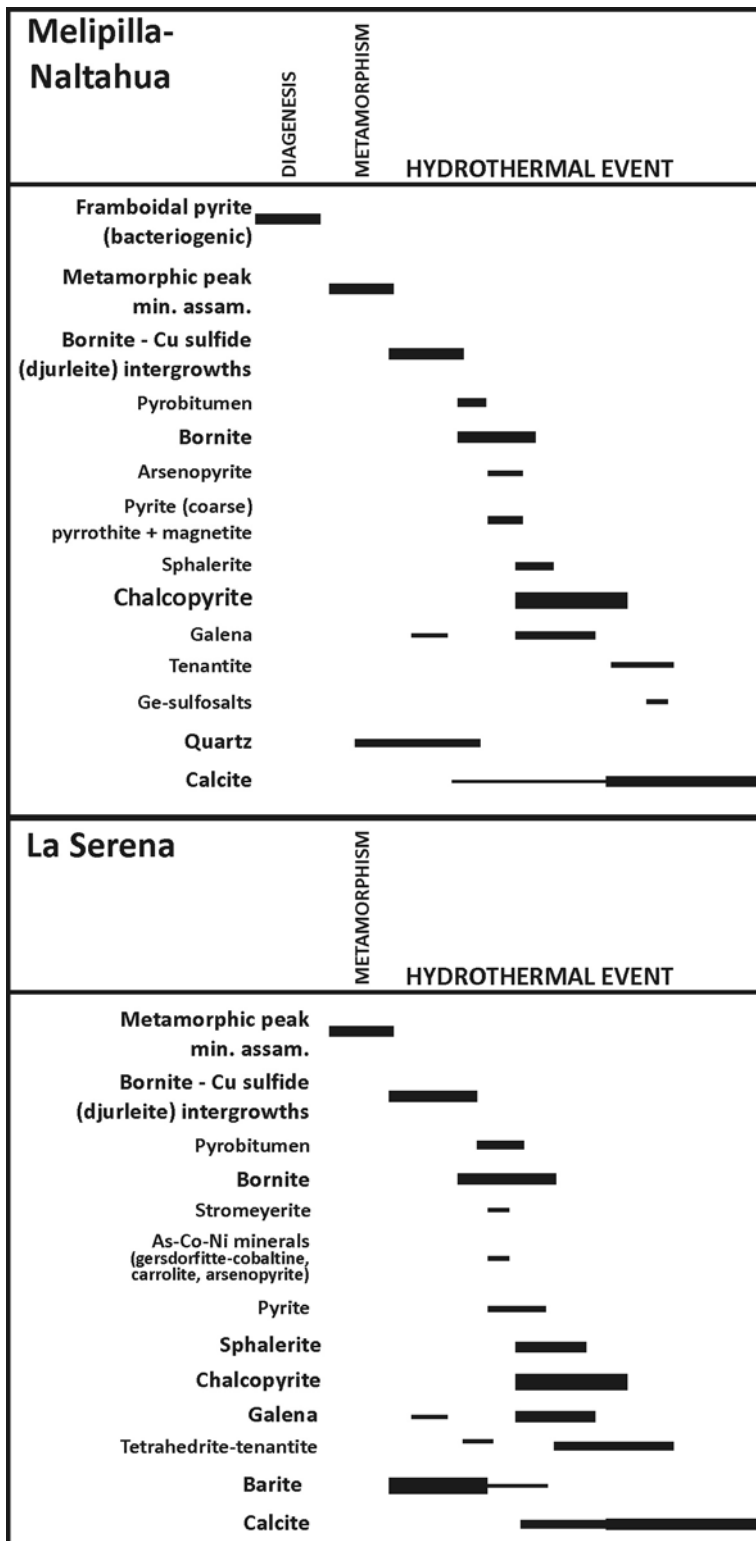 Melipilla-
Naltahua
DIAGENESIS
METAMORPHISM
HYDROTHERMAL EVENT
Framboidal pyrite
(bacteriogenic)
Metamorphic peak
min. assam.
Bornite - Cu sulfide
(djurleite) intergrowths
Pyrobitumen
Bornite
Arsenopyrite
Pyrite (coarse)
pyrrothite + magnetite
Sphalerite
Chalcopyrite
Galena
Tenantite
Ge-sulfosalts
Quartz
Calcite
La Serena
METAMORPHISM
HYDROTHERMAL EVENT
Metamorphic peak
min. assam.
Bornite - Cu sulfide
(djurleite) intergrowths
Pyrobitumen
Bornite
Stromeyerite
As-Co-Ni minerals
(gersdorfitte-cobaltine,
carrolite, arsenopyrite)
Pyrite
Sphalerite
Chalcopyrite
Galena
Tetrahedrite-tenantite
Barite
Calcite